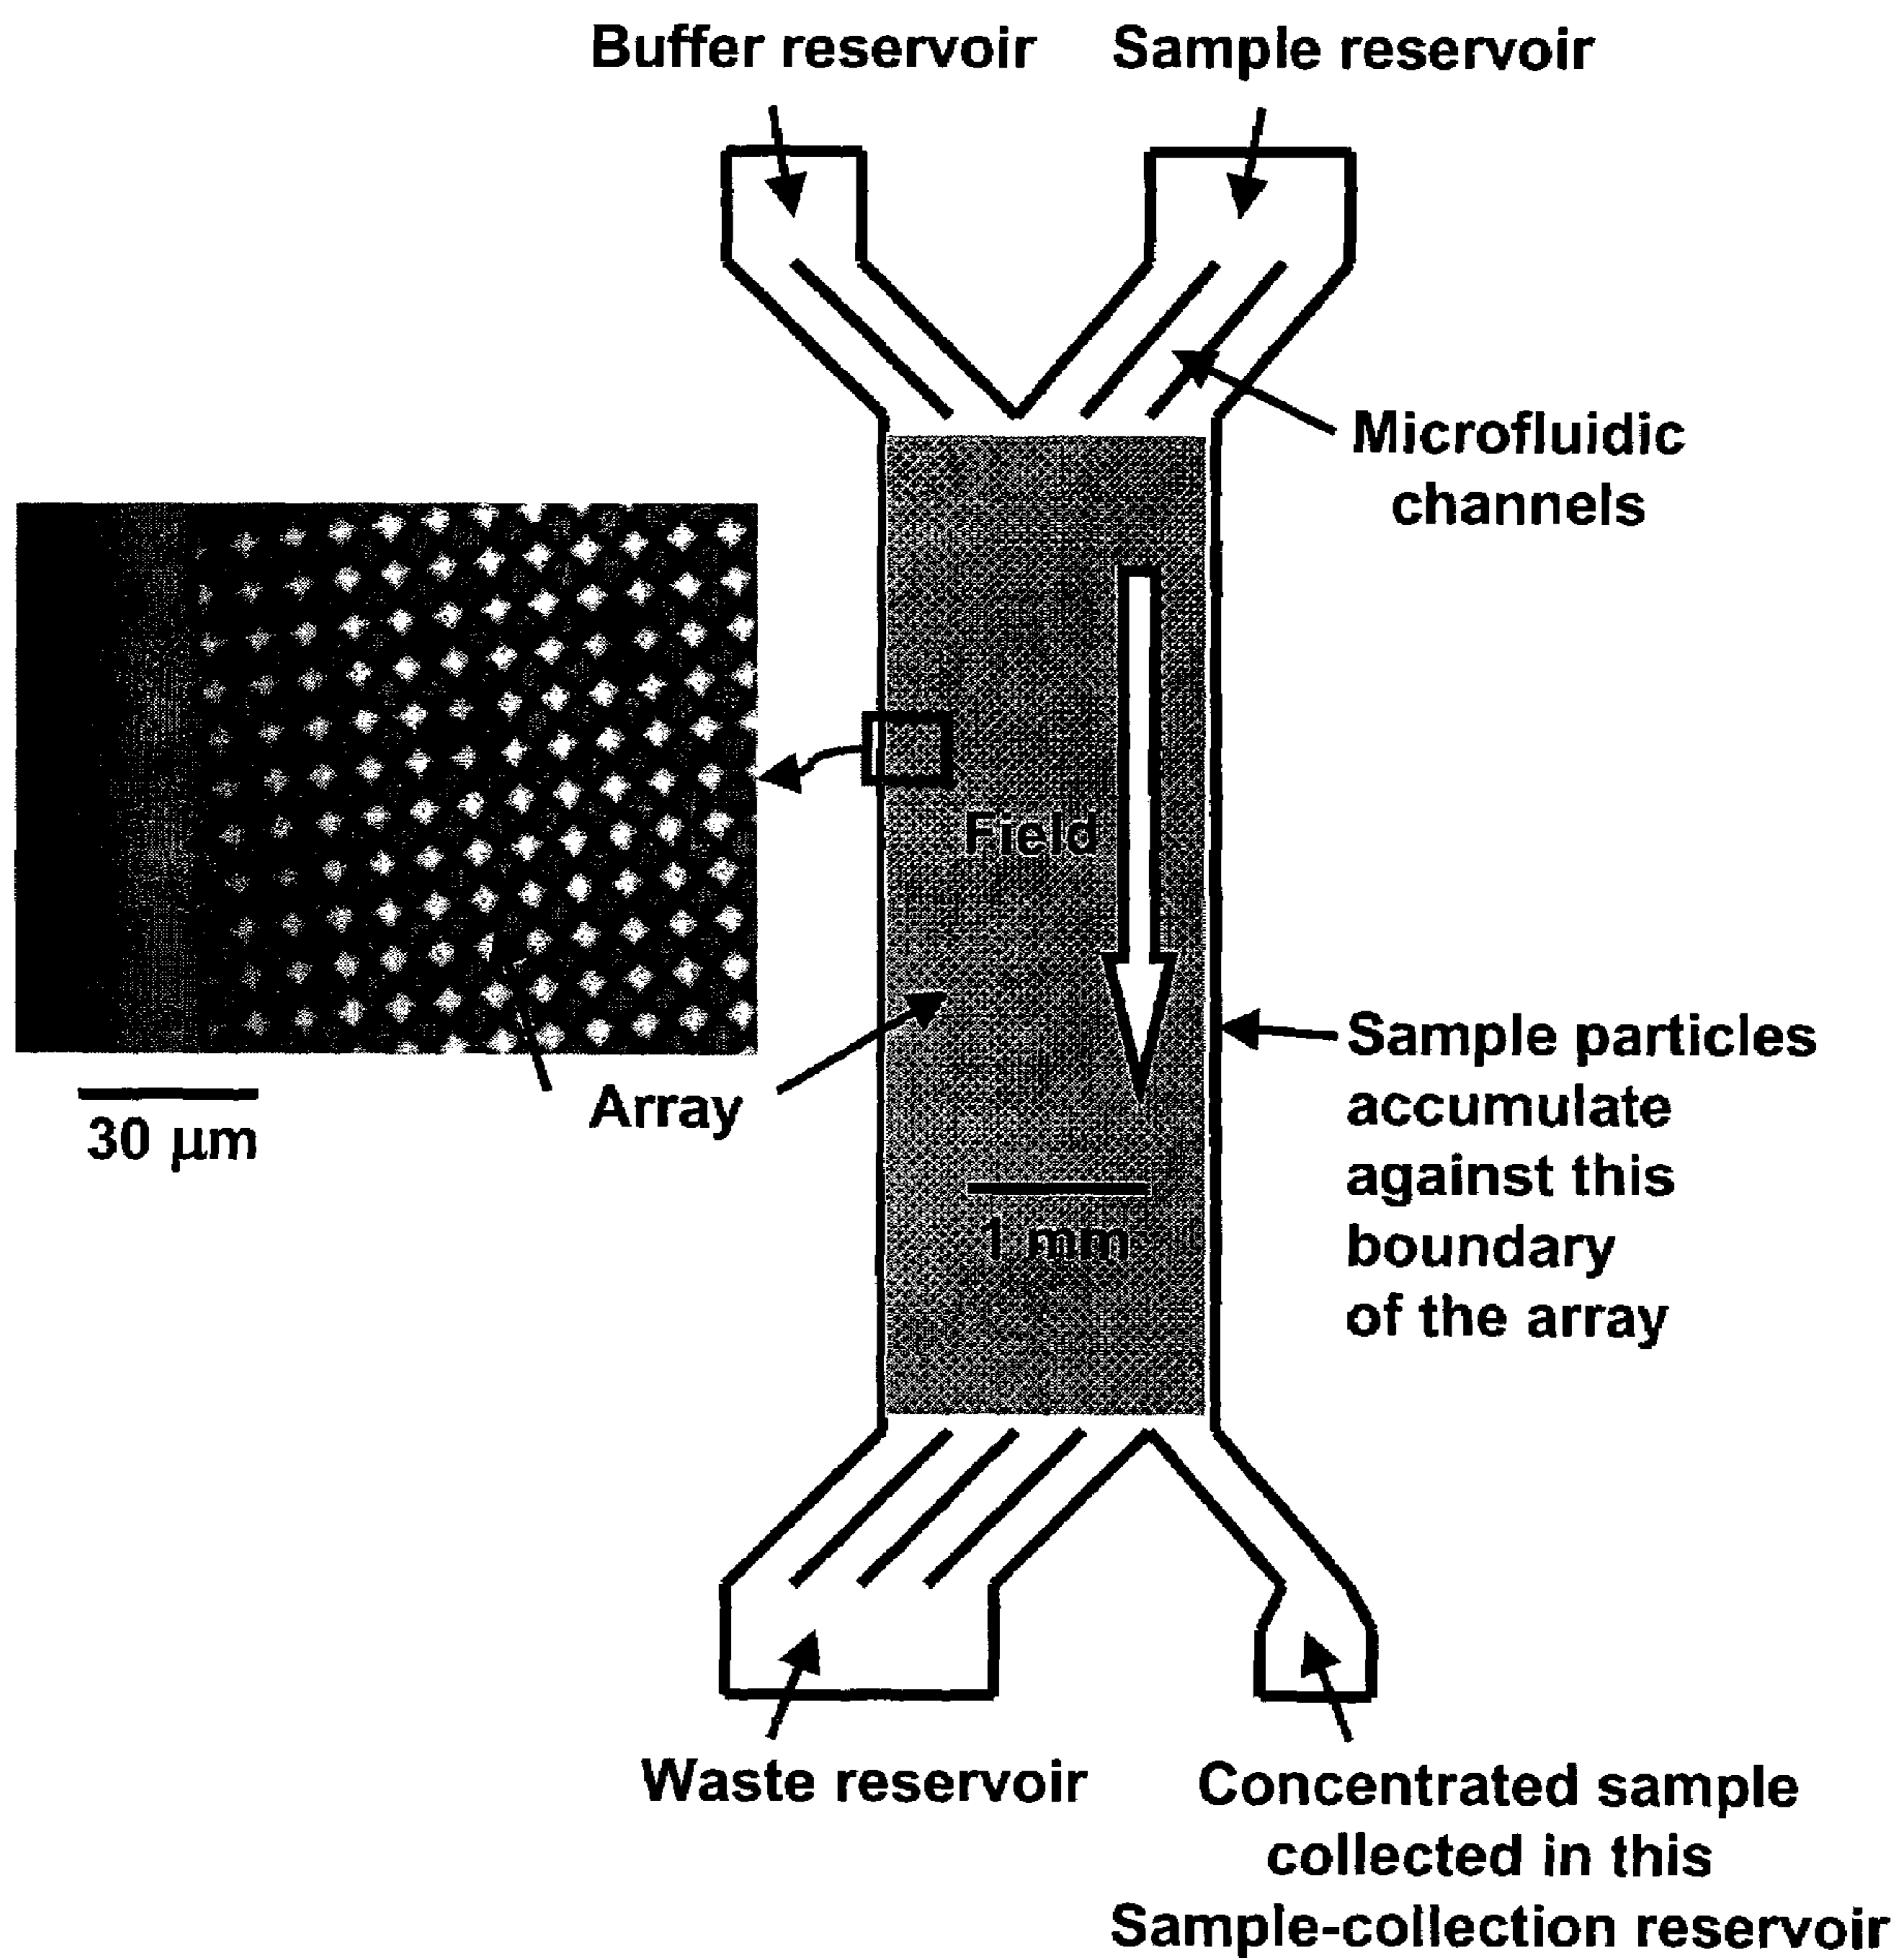 Buffer reservoir
Sample reservoir
Microfluidic
channels
Field
Sample particles
accumulate
against this
boundary
of the array
Array
30 μm
1 mm
Waste reservoir
Concentrated sample
collected in this
Sample-collection reservoir